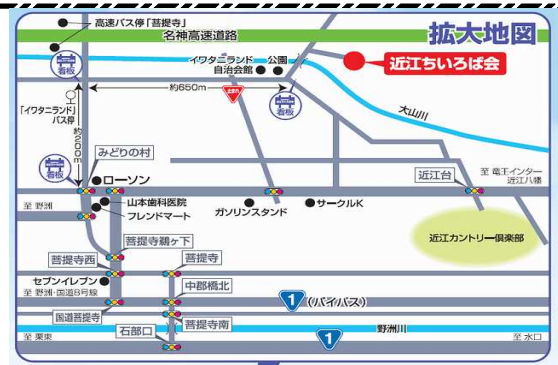 高速バス停「菩提寺」
名神高速道路
拡大地図
イワタニランド
自治会館
公園
近江ちいろば会
看板
約650m
止まれ
看板
大山川
「イワタニランド」
バス停
約200m
みどりの村
看板
ローソン
近江台
至 竜王インター
近江八幡
山本歯科医院
フレンドマート
至 野洲
ガソリンスタンド
サークルK
菩提寺鵜ヶ下
近江カントリー倶楽部
菩提寺西
菩提寺
セブンイレブン
至 野洲・国道8号線
中郡橋北
1
(バイパス)
国道菩提寺
菩提寺南
石部口
野洲川
至 栗東
1
至 水口